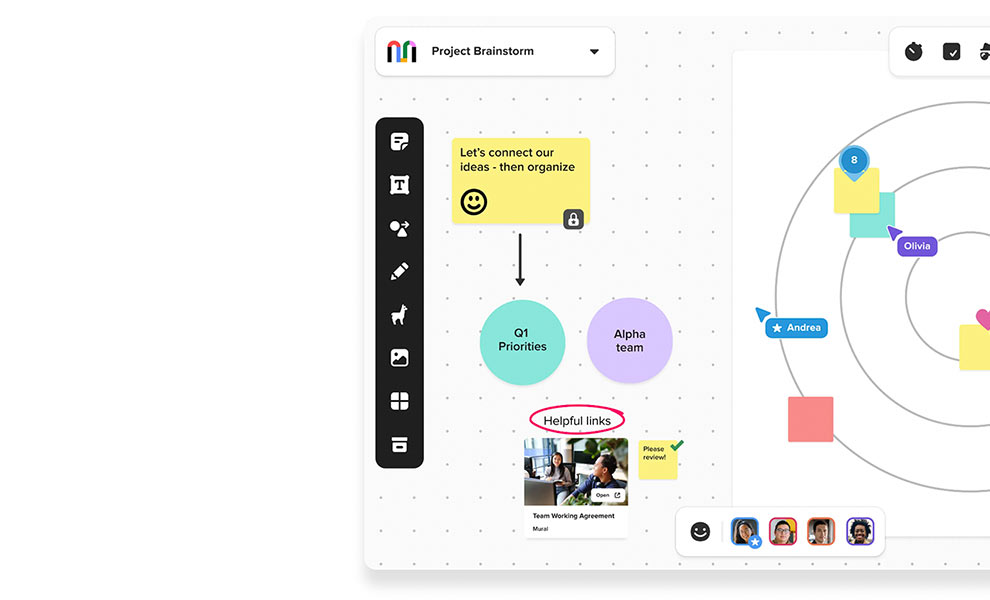 Project Brainstorm
Let’s connect our
ideas - then organize
8
Olivia
Andrea
Q1
Priorities
Alpha
team
Helpful links
Please
review!
Open
Team Working Agreement
Mural